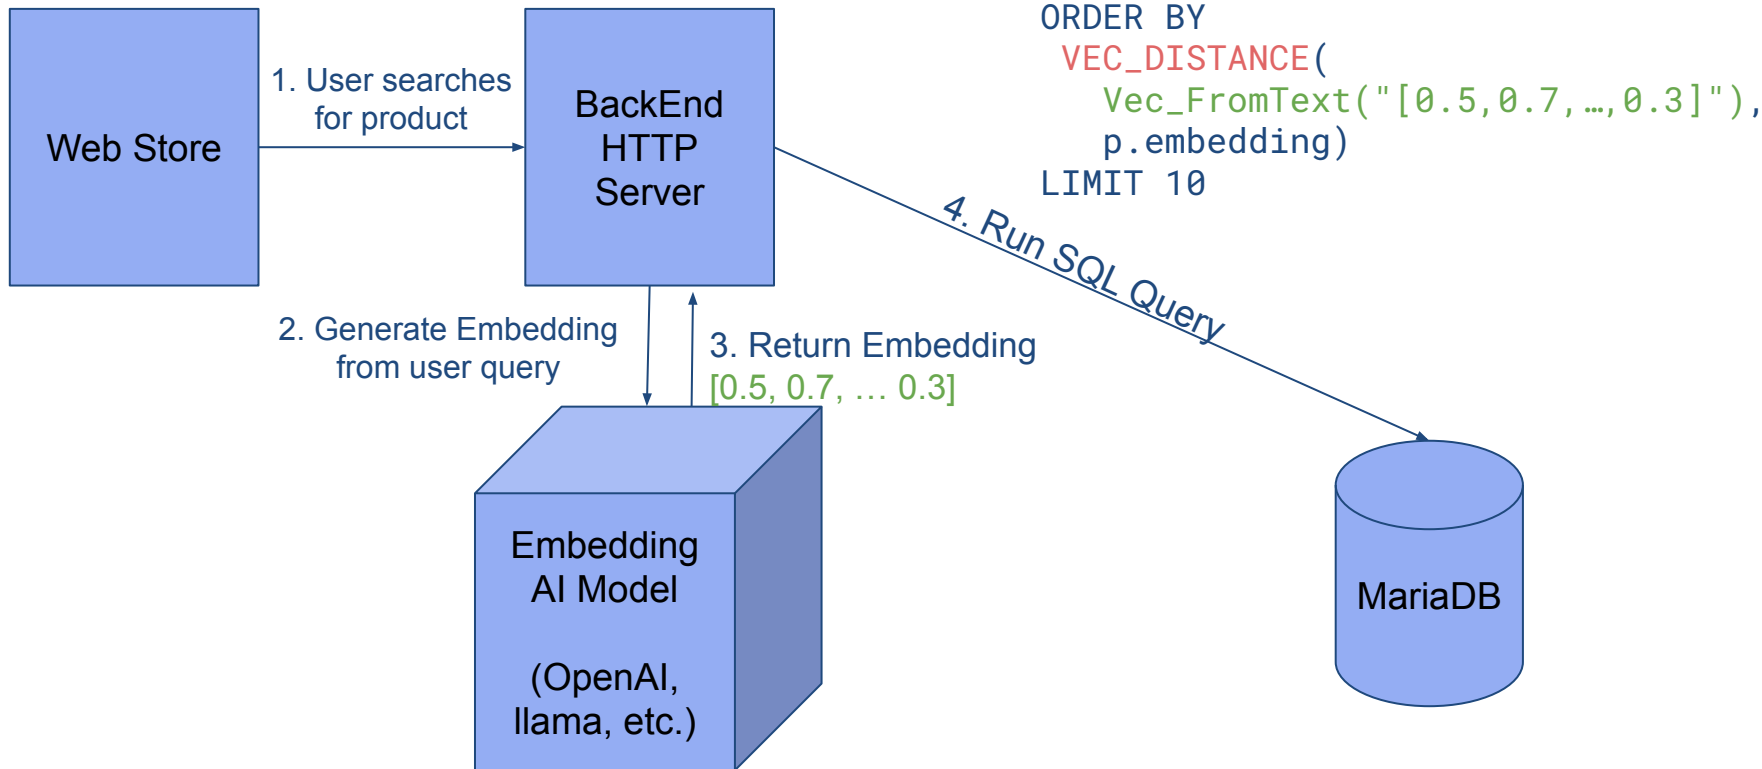 Web Store
1. User searches
for product
BackEnd
HTTP
Server
ORDER BY
VEC_DISTANCE(
Vec_FromText("[0.5,0.7,…,0.3]"),
p.embedding)
LIMIT 10
4. Run SQL Query
2. Generate Embedding
from user query
3. Return Embedding
[0.5, 0.7, … 0.3]
Embedding
AI Model
(OpenAI,
llama, etc.)
MariaDB